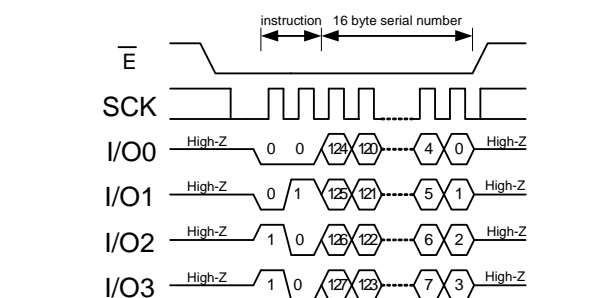 instruction 16 byte serial number
E
SCK
I/O0 High-Z 0 0 124 120 4 0 High-Z
I/O1 High-Z 0 1 125 121 5 1 High-Z
I/O2 High-Z 1 0 126 122 6 2 High-Z
I/O3 High-Z 1 0 127 123 7 3 High-Z